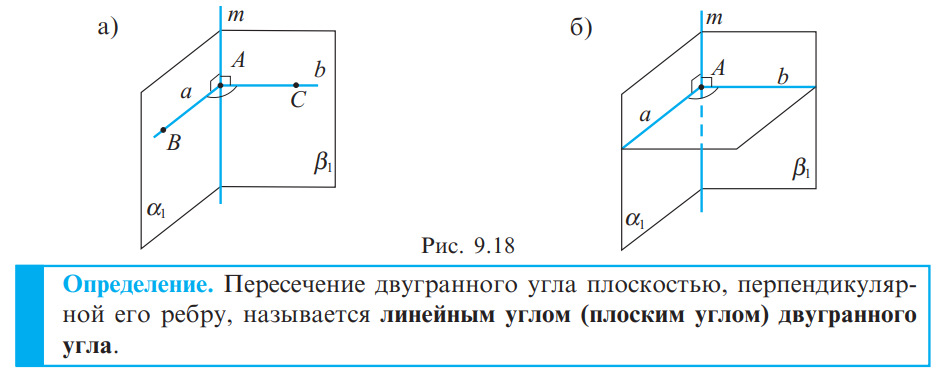 а)
m
A
a
b
B
C
α₁
β₁
б)
m
A
a
b
α₁
β₁
Рис. 9.18
Определение. Пересечение двугранного угла плоскостью, перпендикуляр-
ной его ребру, называется линейным углом (плоским углом) двугранного
угла.